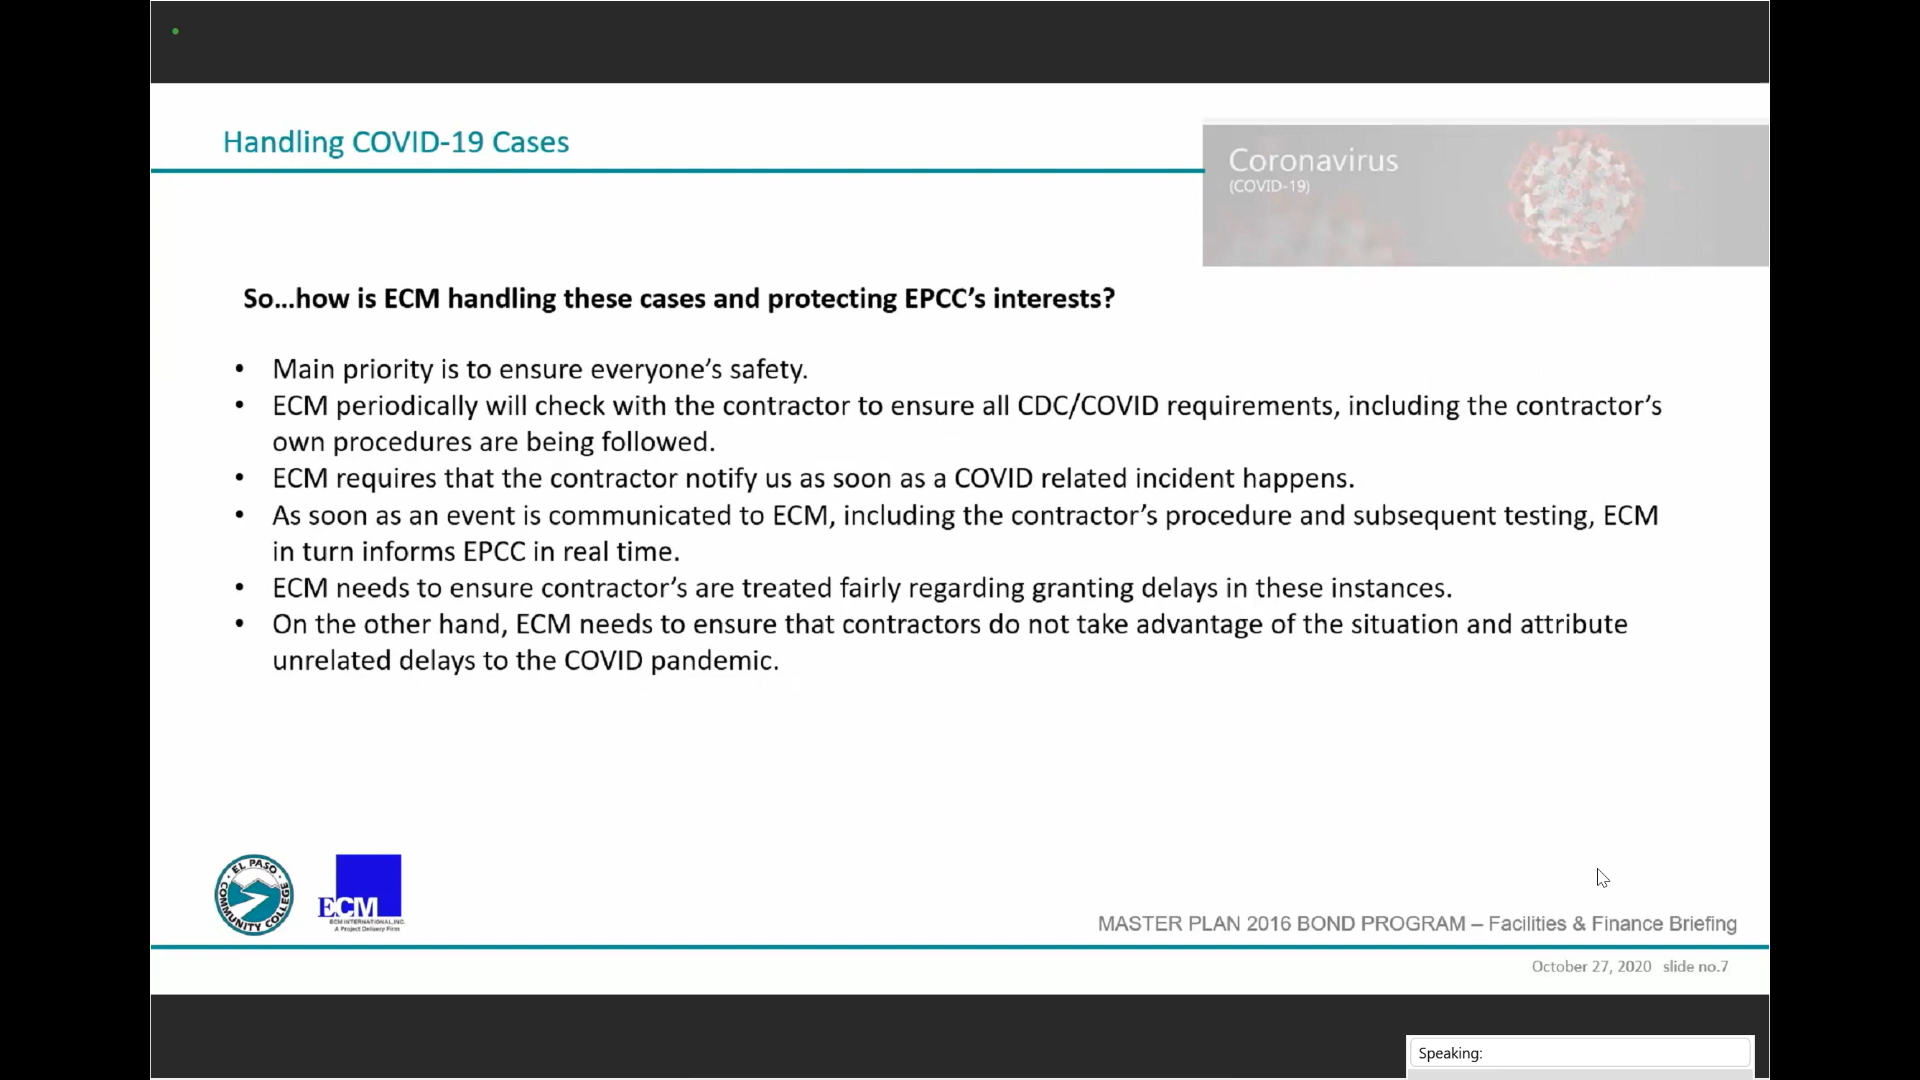 Handling COVID-19 Cases
Coronavirus
(COVID-19)
So...how is ECM handling these cases and protecting EPCC's interests?
• Main priority is to ensure everyone's safety.
• ECM periodically will check with the contractor to ensure all CDC/COVID requirements, including the contractor's
own procedures are being followed.
• ECM requires that the contractor notify us as soon as a COVID related incident happens.
• As soon as an event is communicated to ECM, including the contractor's procedure and subsequent testing, ECM
in turn informs EPCC in real time.
• ECM needs to ensure contractor's are treated fairly regarding granting delays in these instances.
• On the other hand, ECM needs to ensure that contractors do not take advantage of the situation and attribute
unrelated delays to the COVID pandemic.
EL PASO
COMMUNITY COLLEGE
ECM
ECM INTERNATIONAL, INC.
A Project Delivery Firm
MASTER PLAN 2016 BOND PROGRAM – Facilities & Finance Briefing
October 27, 2020 slide no.7
Speaking: